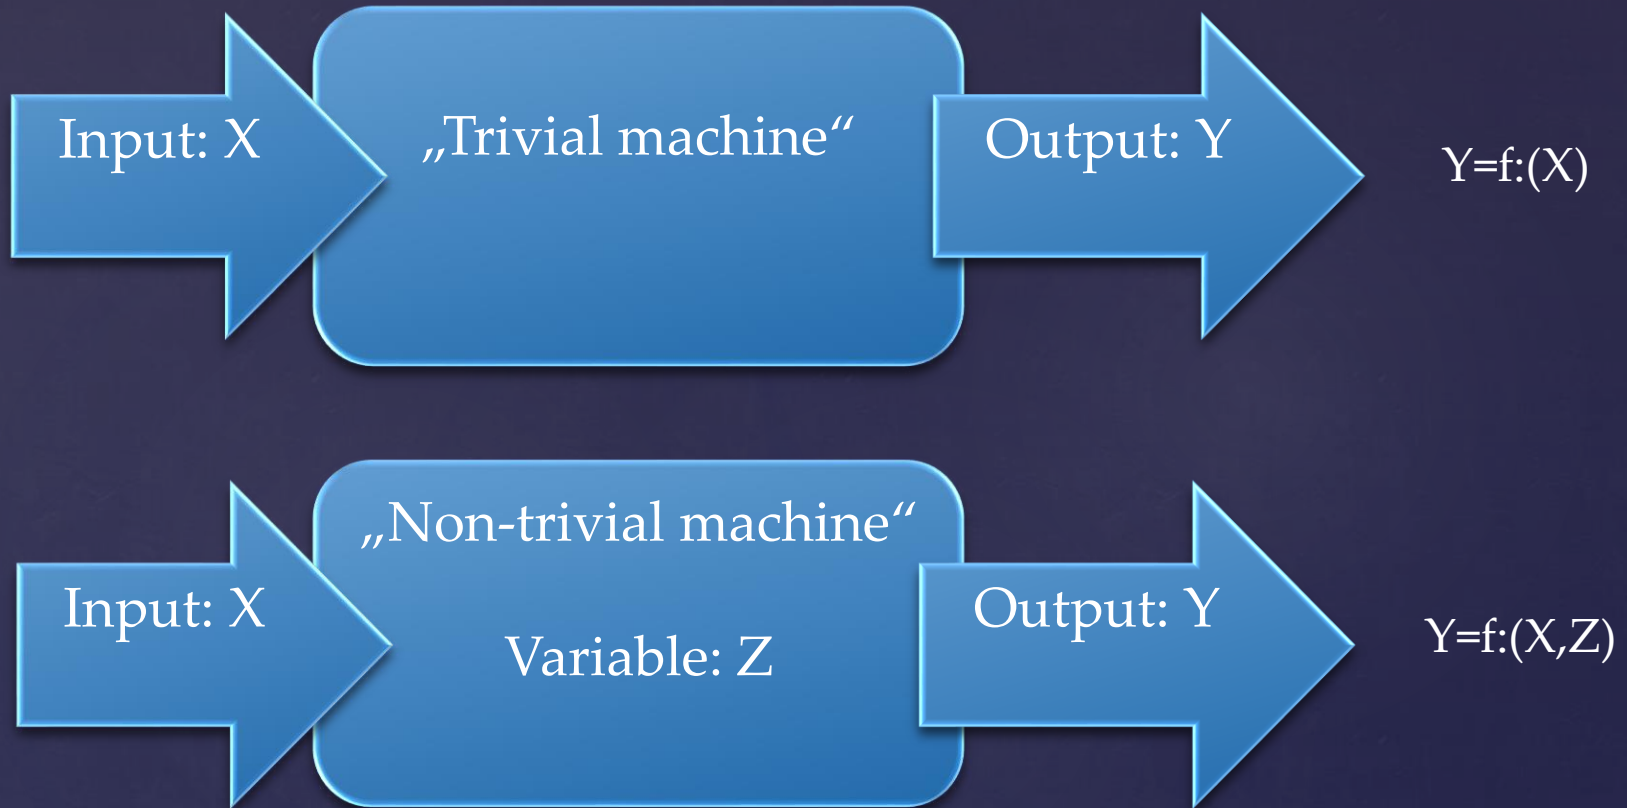 Input: X
„Trivial machine“
Output: Y
Y=f:(X)
„Non-trivial machine“
Input: X
Variable: Z
Output: Y
Y=f:(X,Z)